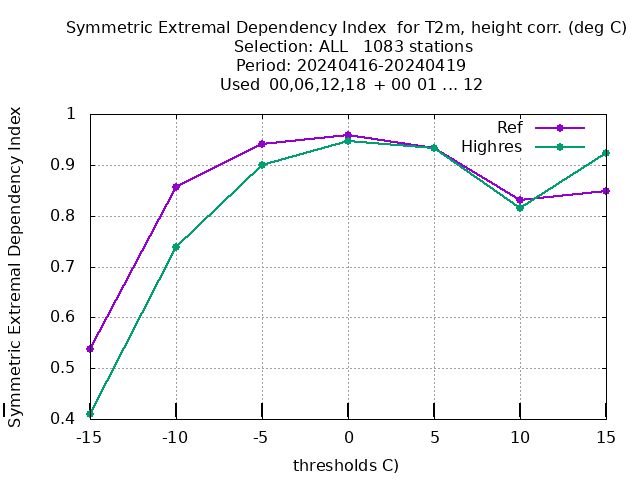 Symmetric Extremal Dependency Index  for T2m, height corr. (deg C)
Selection: ALL   1083 stations
Period: 20240416-20240419
Used  00,06,12,18  + 00 01 ... 12
Symmetric Extremal Dependency Index
1
0.9
0.8
0.7
0.6
0.5
0.4
Ref
Highres
-15 -10 -5 0 5 10 15
thresholds C)